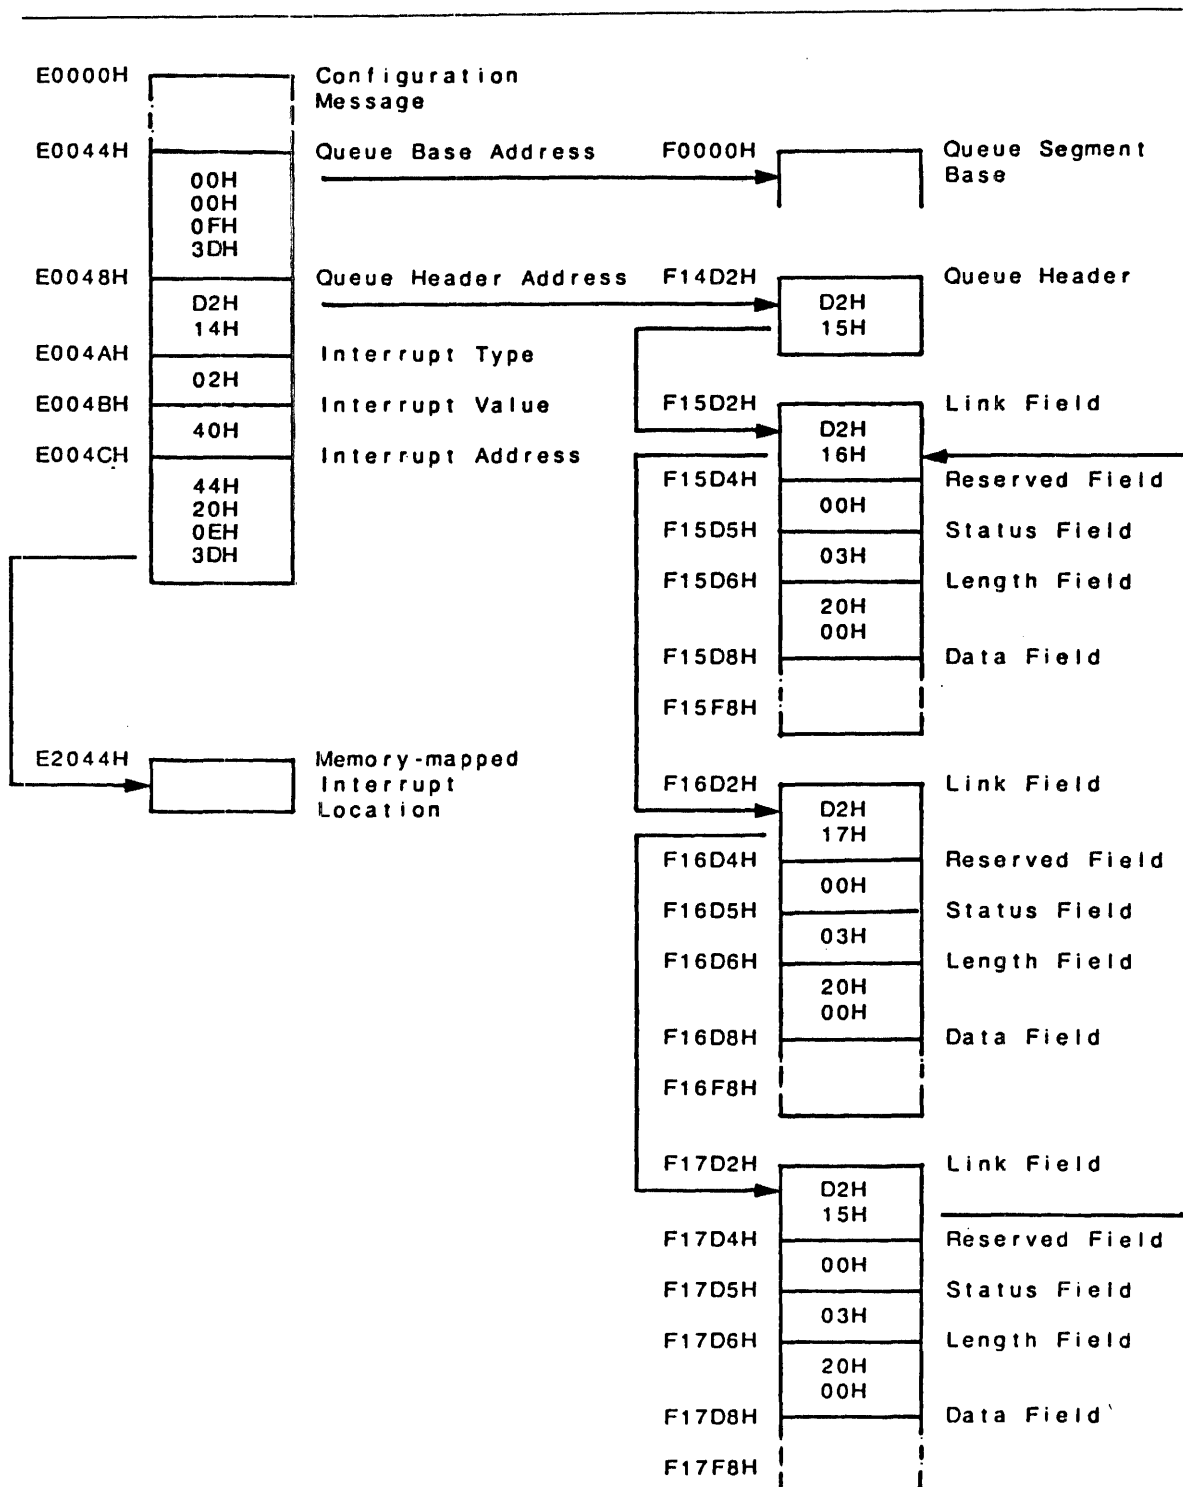 E0000H Configuration
Message
E0044H Queue Base Address F0000H Queue Segment
Base
00H
00H
0FH
3DH
E0048H Queue Header Address F14D2H Queue Header
D2H D2H
14H 15H
E004AH Interrupt Type
02H
E004BH Interrupt Value F15D2H Link Field
40H D2H
E004CH Interrupt Address 16H
44H F15D4H Reserved Field
20H 00H
0EH F15D5H Status Field
3DH 03H
F15D6H Length Field
20H
00H
F15D8H Data Field
F15F8H
E2044H Memory-mapped
Interrupt
Location
F16D2H Link Field
D2H
17H
F16D4H Reserved Field
00H
F16D5H Status Field
03H
F16D6H Length Field
20H
00H
F16D8H Data Field
F16F8H
F17D2H Link Field
D2H
15H
F17D4H Reserved Field
00H
F17D5H Status Field
03H
F17D6H Length Field
20H
00H
F17D8H Data Field
F17F8H